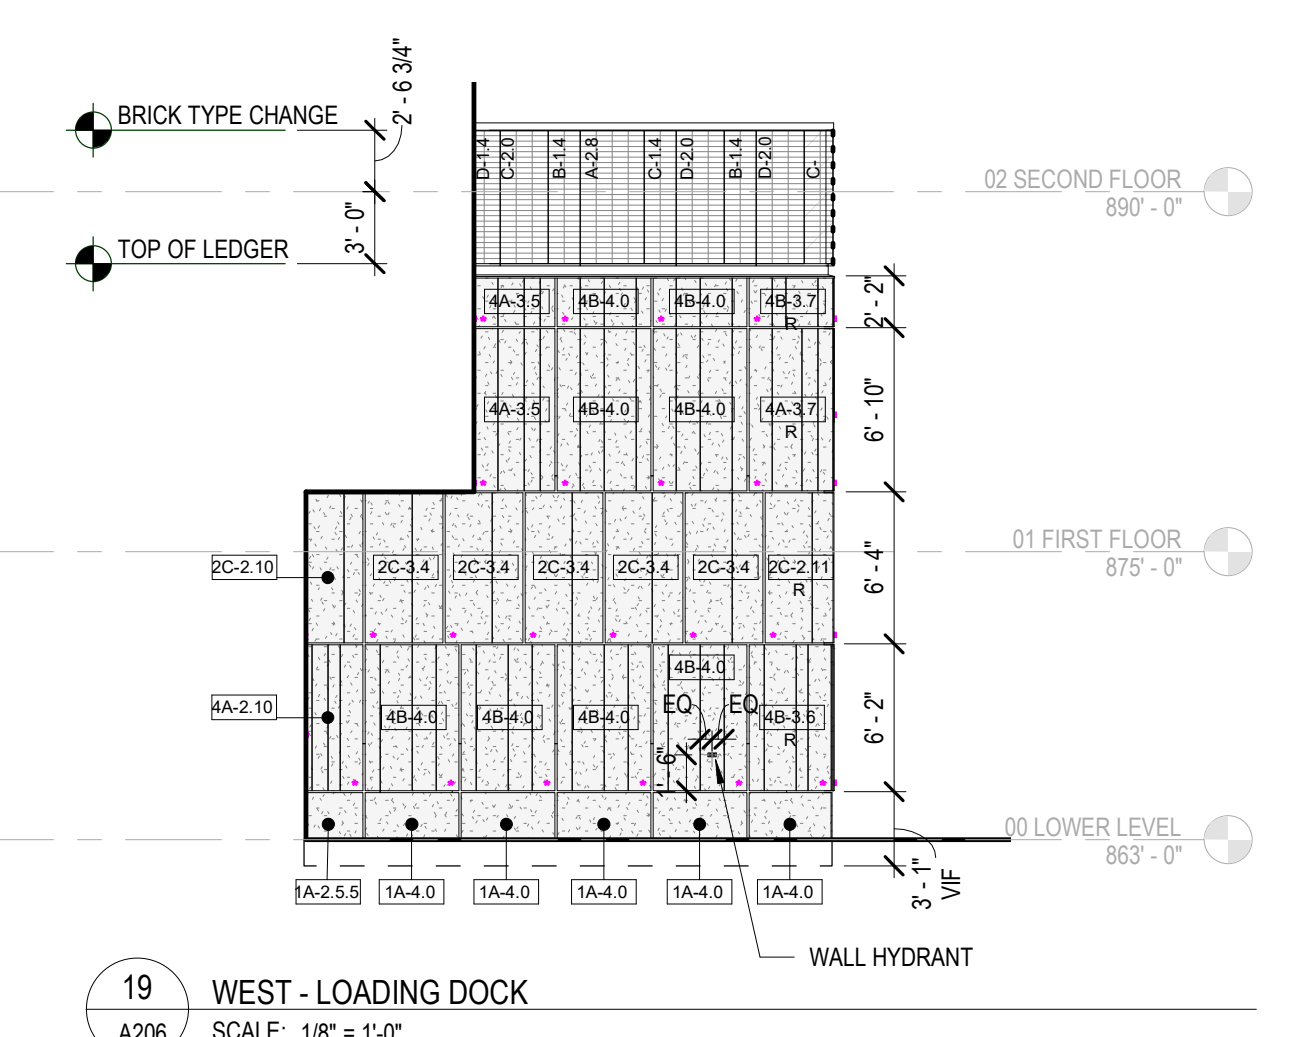 2' - 6 3/4"
BRICK TYPE CHANGE
D-1.4
C-2.0
B-1.4
A-2.8
C-1.4
D-2.0
B-1.4
D-2.0
C-
02 SECOND FLOOR
890' - 0"
3' - 0"
TOP OF LEDGER
4A-3.5
4B-4.0
4B-4.0
4B-3.7
R
2' - 2"
4A-3.5
4B-4.0
4B-4.0
4A-3.7
R
6' - 10"
01 FIRST FLOOR
875' - 0"
2C-2.10
2C-3.4
2C-3.4
2C-3.4
2C-3.4
2C-3.4
2C-2.11
R
6' - 4"
4B-4.0
4A-2.10
4B-4.0
4B-4.0
4B-4.0
EQ
EQ
4B-3.6
R
6' - 2"
1' - 6"
00 LOWER LEVEL
863' - 0"
1A-2.5.5
1A-4.0
1A-4.0
1A-4.0
1A-4.0
1A-4.0
3' - 1"
VIF
WALL HYDRANT
19
WEST - LOADING DOCK
A206
SCALE: 1/8" = 1'-0"